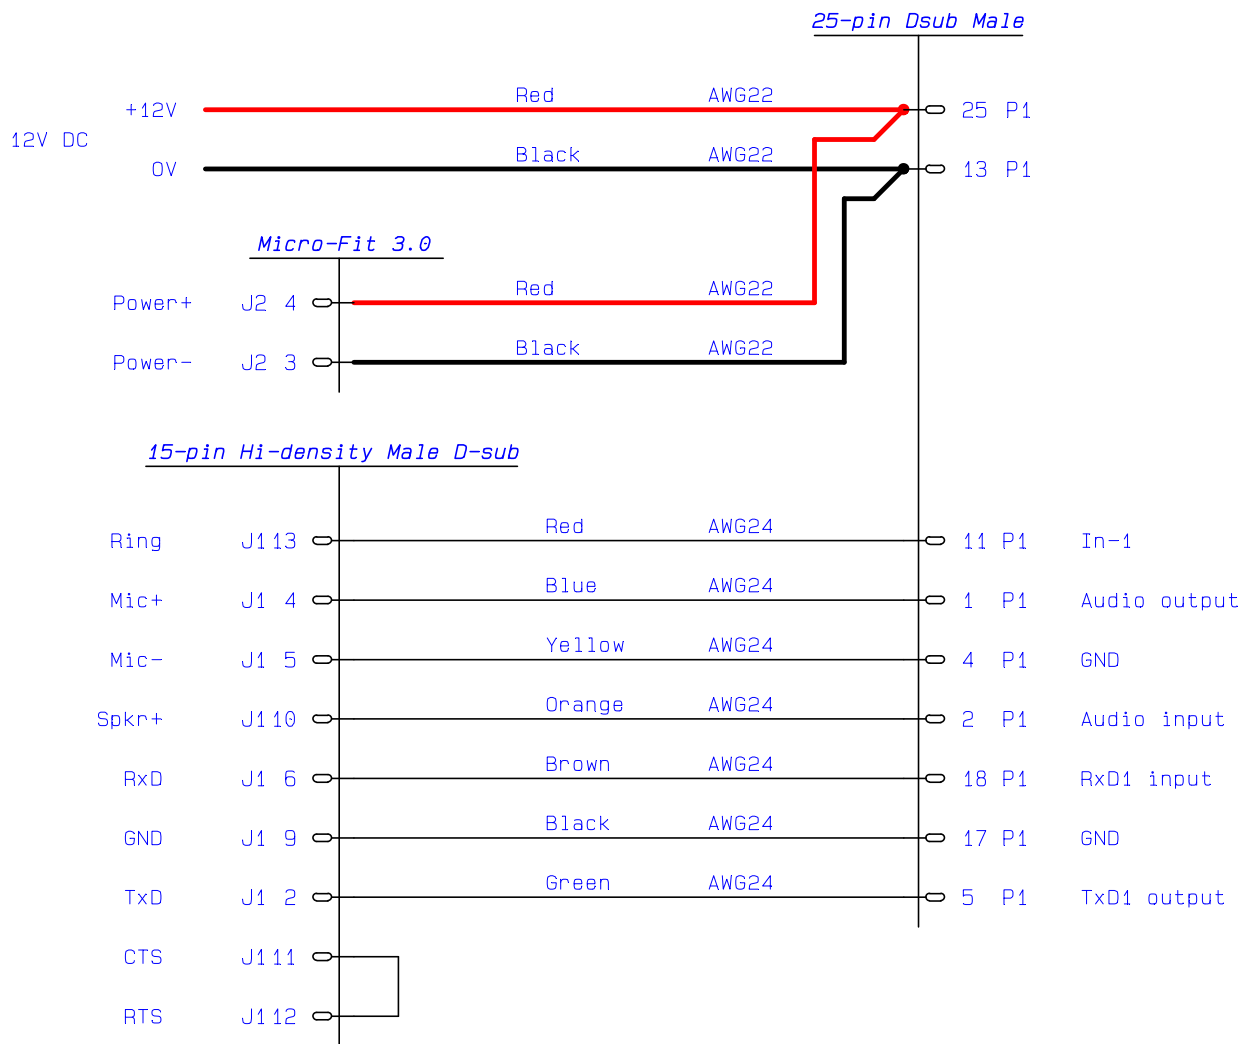 25-pin Dsub Male
+12V Red AWG22 25 P1
12V DC
0V Black AWG22 13 P1
Micro-Fit 3.0
Power+ J2 4 Red AWG22
Power- J2 3 Black AWG22
15-pin Hi-density Male D-sub
Ring J1 13 Red AWG24 11 P1 In-1
Mic+ J1 4 Blue AWG24 1 P1 Audio output
Mic- J1 5 Yellow AWG24 4 P1 GND
Spkr+ J1 10 Orange AWG24 2 P1 Audio input
RxD J1 6 Brown AWG24 18 P1 RxD1 input
GND J1 9 Black AWG24 17 P1 GND
TxD J1 2 Green AWG24 5 P1 TxD1 output
CTS J1 11
RTS J1 12